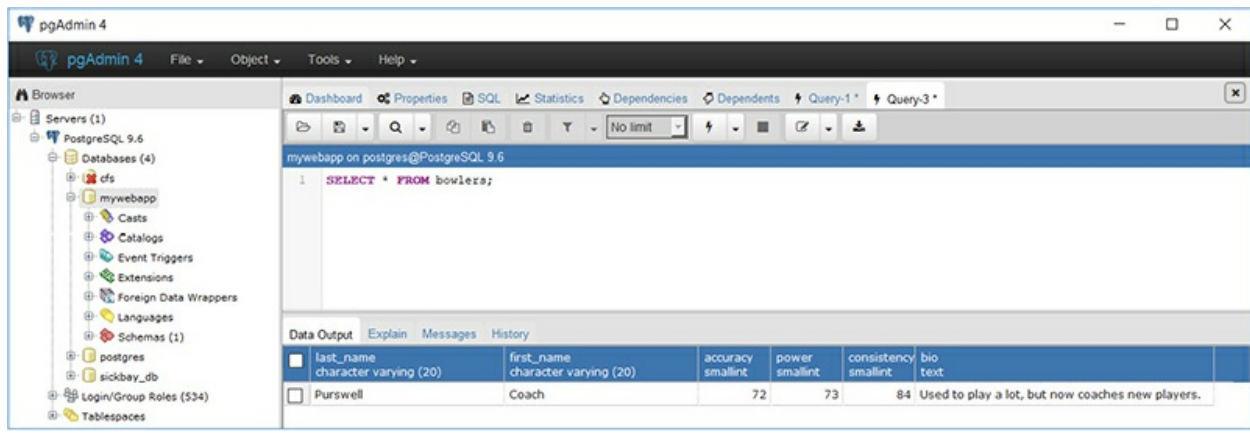 pgAdmin 4
pgAdmin 4 File Object Tools Help
Browser
Servers (1)
PostgreSQL 9.6
Databases (4)
cfs
mywebapp
Casts
Catalogs
Event Triggers
Extensions
Foreign Data Wrappers
Languages
Schemas (1)
postgres
sickbay_db
Login/Group Roles (534)
Tablespaces
Dashboard Properties SQL Statistics Dependencies Dependents Query-1 * Query-3 *
No limit
mywebapp on postgres@PostgreSQL 9.6
1 SELECT * FROM bowlers;
Data Output Explain Messages History
last_name first_name accuracy power consistency bio
character varying (20) character varying (20) smallint smallint smallint text
Purswell Coach 72 73 84 Used to play a lot, but now coaches new players.